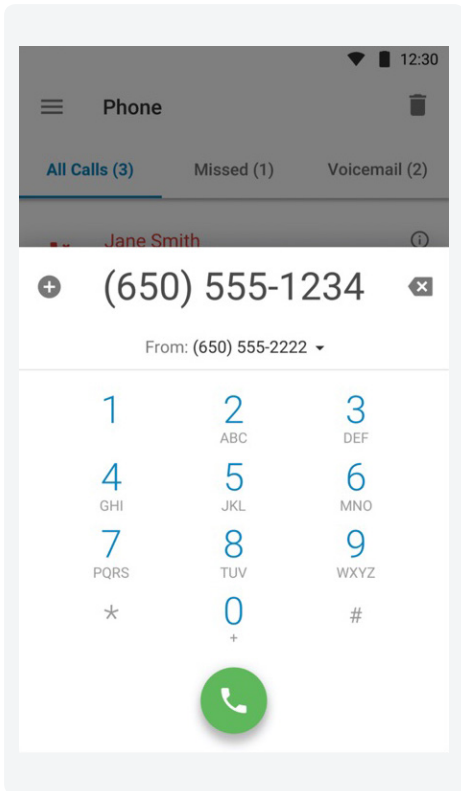 12:30
Phone
All Calls (3) Missed (1) Voicemail (2)
Jane Smith
(650) 555-1234
From: (650) 555-2222
1 2 3
ABC DEF
4 5 6
GHI JKL MNO
7 8 9
PQRS TUV WXYZ
* 0 #
+